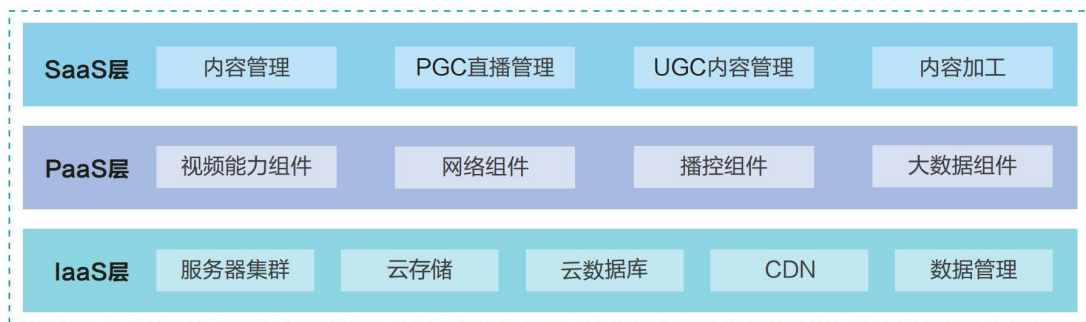 SaaS层 内容管理 PGC直播管理 UGC内容管理 内容加工
PaaS层 视频能力组件 网络组件 播控组件 大数据组件
IaaS层 服务器集群 云存储 云数据库 CDN 数据管理